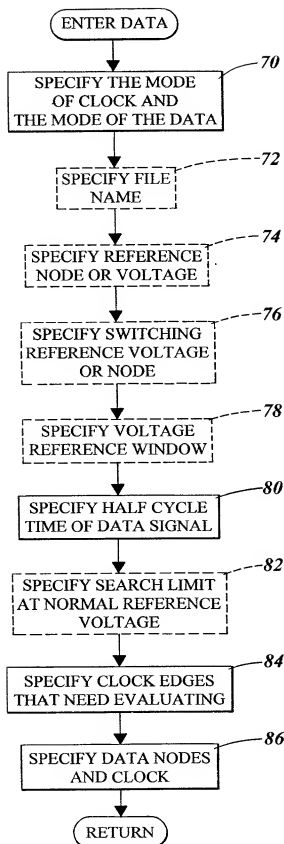 ENTER DATA
70
SPECIFY THE MODE
OF CLOCK AND
THE MODE OF THE DATA
72
SPECIFY FILE
NAME
74
SPECIFY REFERENCE
NODE OR VOLTAGE
76
SPECIFY SWITCHING
REFERENCE VOLTAGE
OR NODE
78
SPECIFY VOLTAGE
REFERENCE WINDOW
80
SPECIFY HALF CYCLE
TIME OF DATA SIGNAL
82
SPECIFY SEARCH LIMIT
AT NORMAL REFERENCE
VOLTAGE
84
SPECIFY CLOCK EDGES
THAT NEED EVALUATING
86
SPECIFY DATA NODES
AND CLOCK
RETURN